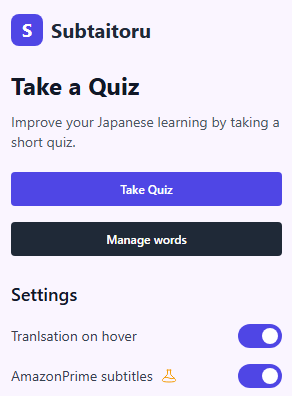 S Subtaitoru
Take a Quiz
Improve your Japanese learning by taking a
short quiz.
Take Quiz
Manage words
Settings
Tranlsation on hover
AmazonPrime subtitles